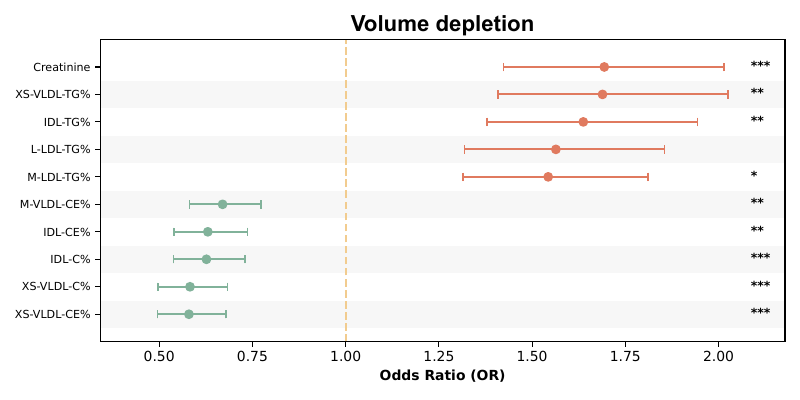 Volume depletion
Creatinine ***
XS-VLDL-TG% **
IDL-TG% **
L-LDL-TG%
M-LDL-TG% *
M-VLDL-CE% **
IDL-CE% **
IDL-C% ***
XS-VLDL-C% ***
XS-VLDL-CE% ***
0.50 0.75 1.00 1.25 1.50 1.75 2.00
Odds Ratio (OR)